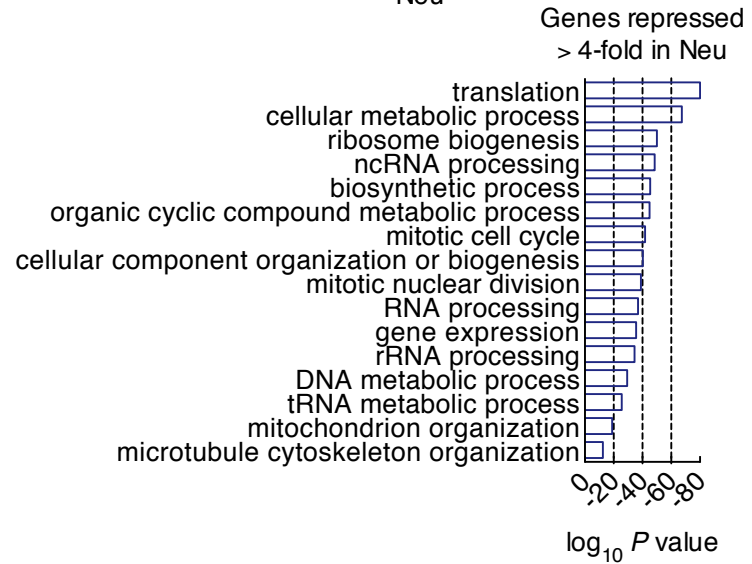 Neu
Genes repressed
> 4-fold in Neu
translation
cellular metabolic process
ribosome biogenesis
ncRNA processing
biosynthetic process
organic cyclic compound metabolic process
mitotic cell cycle
cellular component organization or biogenesis
mitotic nuclear division
RNA processing
gene expression
rRNA processing
DNA metabolic process
tRNA metabolic process
mitochondrion organization
microtubule cytoskeleton organization
0 -20 -40 -60 -80
log10 P value